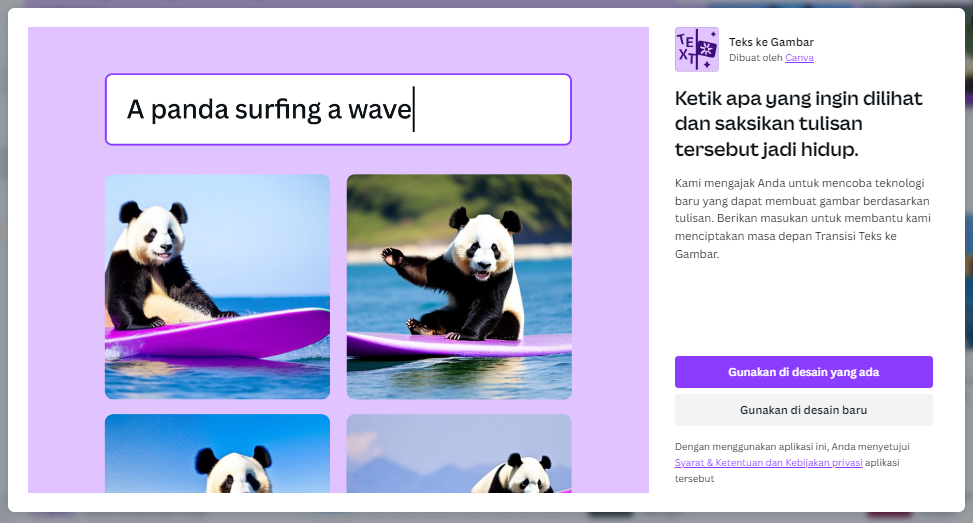 A panda surfing a wave
TEXT
Teks ke Gambar
Dibuat oleh Canva
Ketik apa yang ingin dilihat
dan saksikan tulisan
tersebut jadi hidup.
Kami mengajak Anda untuk mencoba teknologi
baru yang dapat membuat gambar berdasarkan
tulisan. Berikan masukan untuk membantu kami
menciptakan masa depan Transisi Teks ke
Gambar.
Gunakan di desain yang ada
Gunakan di desain baru
Dengan menggunakan aplikasi ini, Anda menyetujui
Syarat & Ketentuan dan Kebijakan privasi aplikasi
tersebut